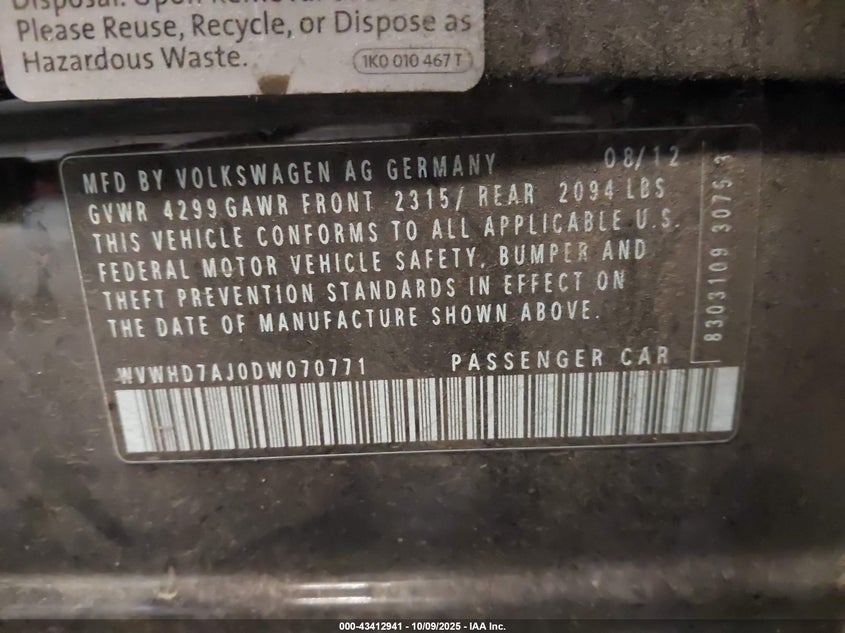 Please Reuse, Recycle, or Dispose as
Hazardous Waste.
1K0 010 467 T
MFD BY VOLKSWAGEN AG GERMANY 08/12
GVWR 4299 GAWR FRONT 2315/ REAR 2094 LBS
THIS VEHICLE CONFORMS TO ALL APPLICABLE U.S.
FEDERAL MOTOR VEHICLE SAFETY, BUMPER AND
THEFT PREVENTION STANDARDS IN EFFECT ON
THE DATE OF MANUFACTURE SHOWN ABOVE.
WVWHD7AJ0DW070771 PASSENGER CAR
8303109 3075 3
000-43412941 - 10/09/2025 - IAA Inc.